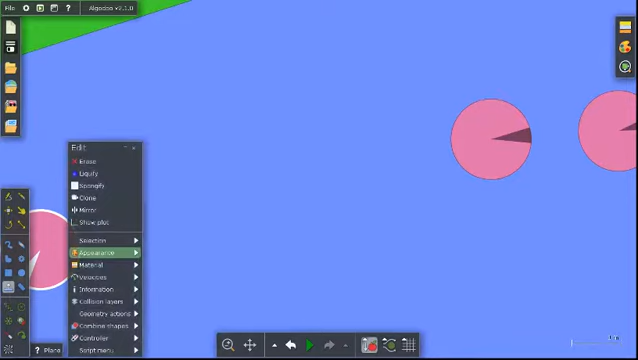 File
?
Algodoo v2.1.0
Edit
Erase
Liquify
Spongify
Clone
Mirror
Show plot
Selection
Appearance
Material
Velocities
Information
Collision layers
Geometry actions
Combine shapes
Controller
Script menu
Plane